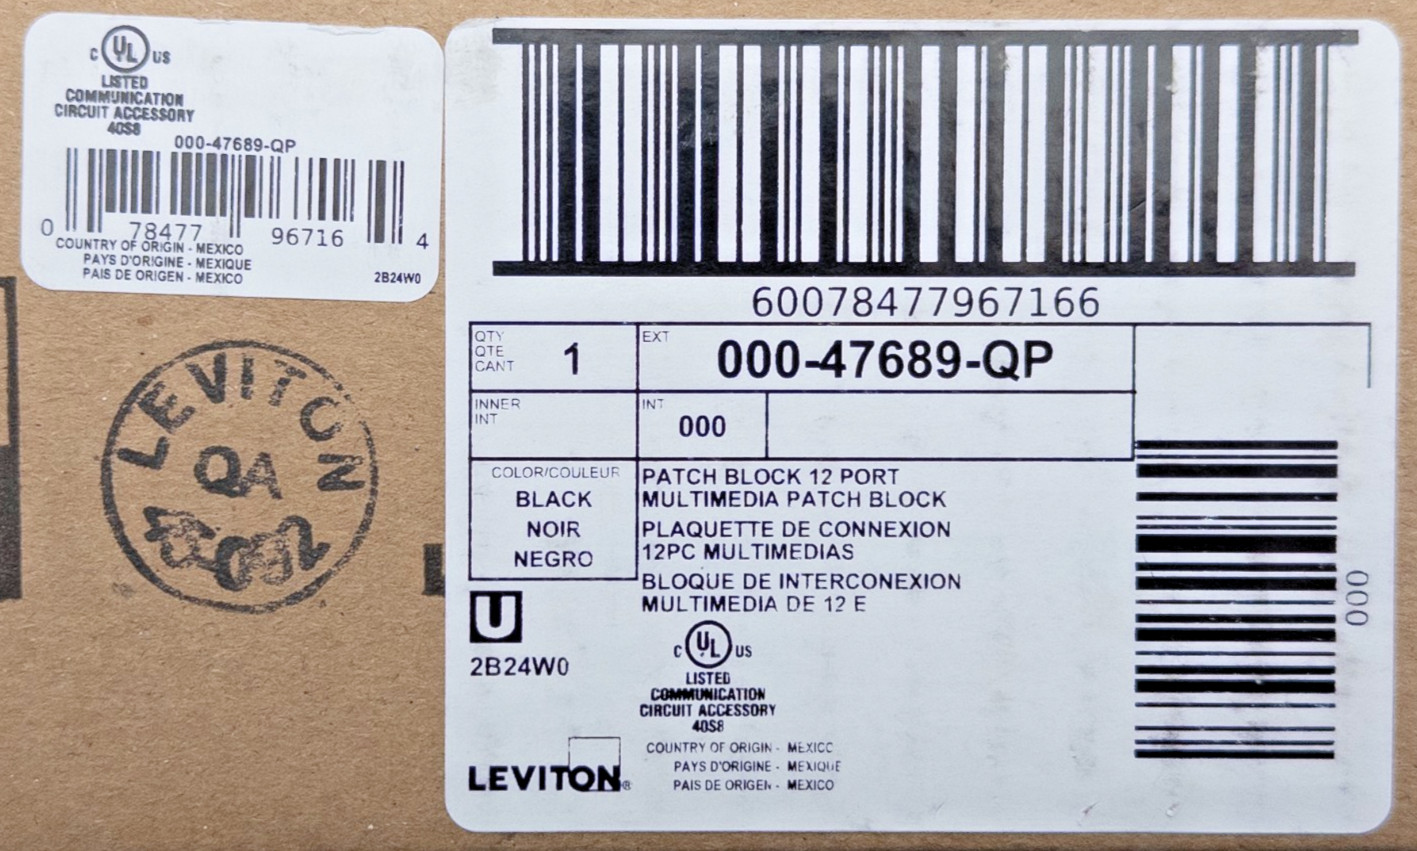 C UL US
LISTED
COMMUNICATION
CIRCUIT ACCESSORY
40S8
000-47689-QP
0 78477 96716 4
COUNTRY OF ORIGIN - MEXICO
PAYS D'ORIGINE - MEXIQUE
PAIS DE ORIGEN - MEXICO
2B24W0
LEVITON
QA
60078477967166
QTY
QTE
CANT
1
EXT
000-47689-QP
INNER
INT
INT
000
COLOR/COULEUR
BLACK
NOIR
NEGRO
PATCH BLOCK 12 PORT
MULTIMEDIA PATCH BLOCK
PLAQUETTE DE CONNEXION
12PC MULTIMEDIAS
BLOQUE DE INTERCONEXION
MULTIMEDIA DE 12 E
U
2B24W0
C UL US
LISTED
COMMUNICATION
CIRCUIT ACCESSORY
40S8
COUNTRY OF ORIGIN - MEXICO
PAYS D'ORIGINE - MEXIQUE
PAIS DE ORIGEN - MEXICO
LEVITON®
000